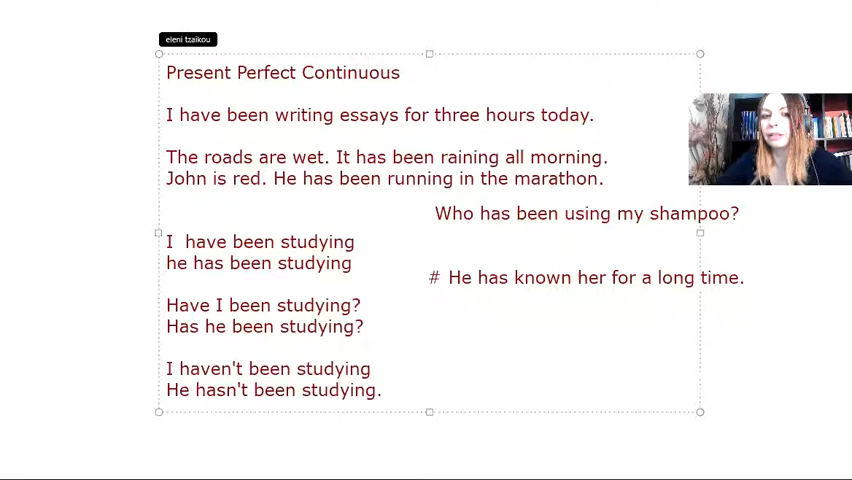 eleni tzaikou
Present Perfect Continuous
I have been writing essays for three hours today.
The roads are wet. It has been raining all morning.
John is red. He has been running in the marathon.
Who has been using my shampoo?
I have been studying
he has been studying
# He has known her for a long time.
Have I been studying?
Has he been studying?
I haven't been studying
He hasn't been studying.